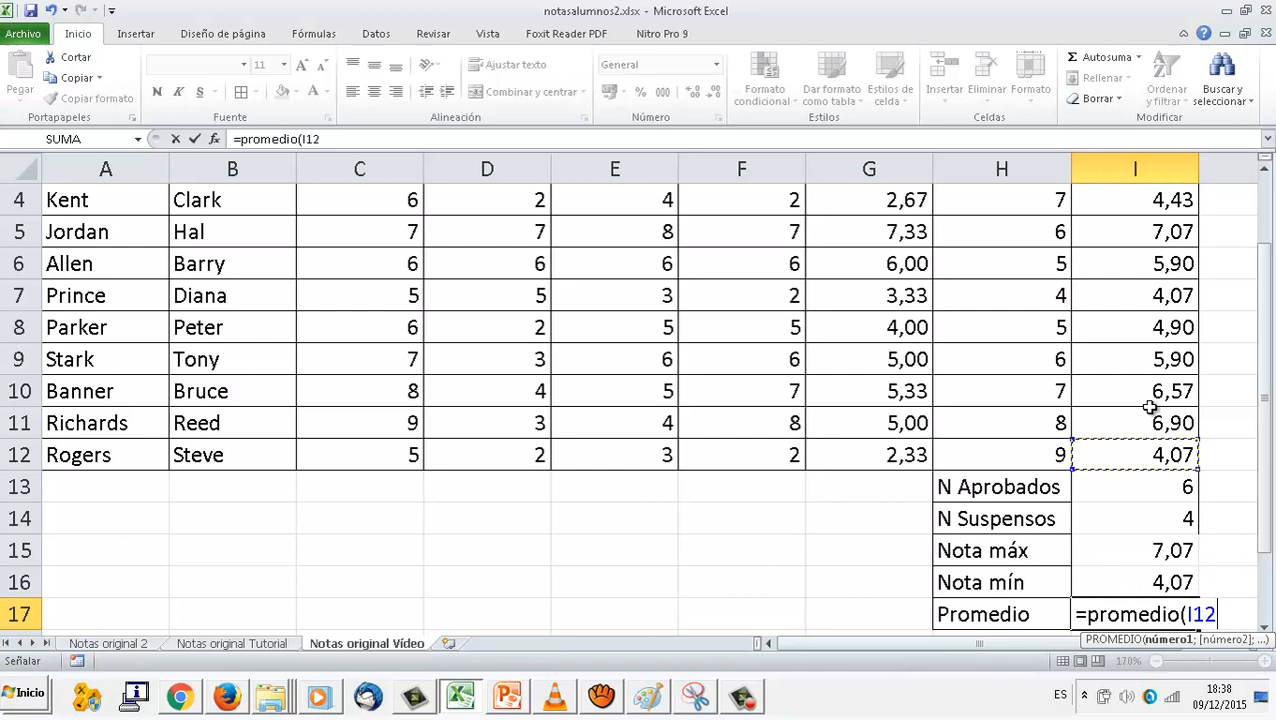 notasalumnos2.xlsx - Microsoft Excel
Archivo Inicio Insertar Diseño de página Fórmulas Datos Revisar Vista Foxit Reader PDF Nitro Pro 9
Pegar Cortar Copiar Copiar formato
11 N K S
Ajustar texto Combinar y centrar
General % 000
Formato condicional Dar formato como tabla Estilos de celda
Insertar Eliminar Formato
Autosuma Rellenar Borrar Ordenar y filtrar Buscar y seleccionar
Portapapeles Fuente Alineación Número Estilos Celdas Modificar
SUMA =promedio(I12
A B C D E F G H I
4 Kent Clark 6 2 4 2 2,67 7 4,43
5 Jordan Hal 7 7 8 7 7,33 6 7,07
6 Allen Barry 6 6 6 6 6,00 5 5,90
7 Prince Diana 5 5 3 2 3,33 4 4,07
8 Parker Peter 6 2 5 5 4,00 5 4,90
9 Stark Tony 7 3 6 6 5,00 6 5,90
10 Banner Bruce 8 4 5 7 5,33 7 6,57
11 Richards Reed 9 3 4 8 5,00 8 6,90
12 Rogers Steve 5 2 3 2 2,33 9 4,07
13 N Aprobados 6
14 N Suspensos 4
15 Nota máx 7,07
16 Nota mín 4,07
17 Promedio =promedio(I12
PROMEDIO(número1; [número2]; ...)
Notas original 2 Notas original Tutorial Notas original Vídeo
Señalar 170%
Inicio ES 18:38
09/12/2015